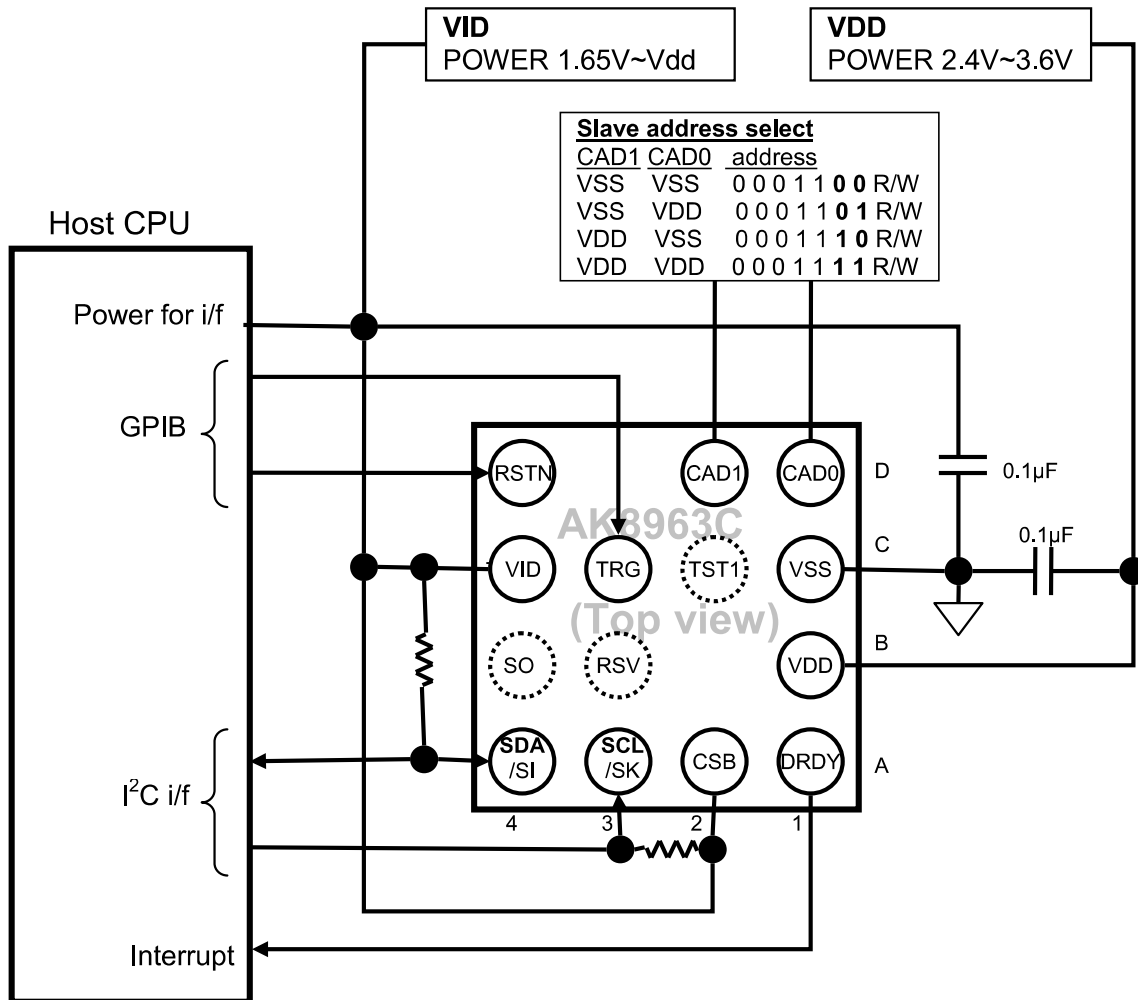 VID
POWER 1.65V~Vdd
VDD
POWER 2.4V~3.6V
Slave address select
CAD1 CAD0 address
VSS VSS 0 0 0 1 1 0 0 R/W
VSS VDD 0 0 0 1 1 0 1 R/W
VDD VSS 0 0 0 1 1 1 0 R/W
VDD VDD 0 0 0 1 1 1 1 R/W
Host CPU
Power for i/f
GPIB
I²C i/f
Interrupt
RSTN
CAD1
CAD0
D
0.1µF
AK8963C
(Top view)
VID
TRG
TST1
VSS
C
0.1µF
SO
RSV
VDD
B
SDA
/SI
SCL
/SK
CSB
DRDY
A
4 3 2 1